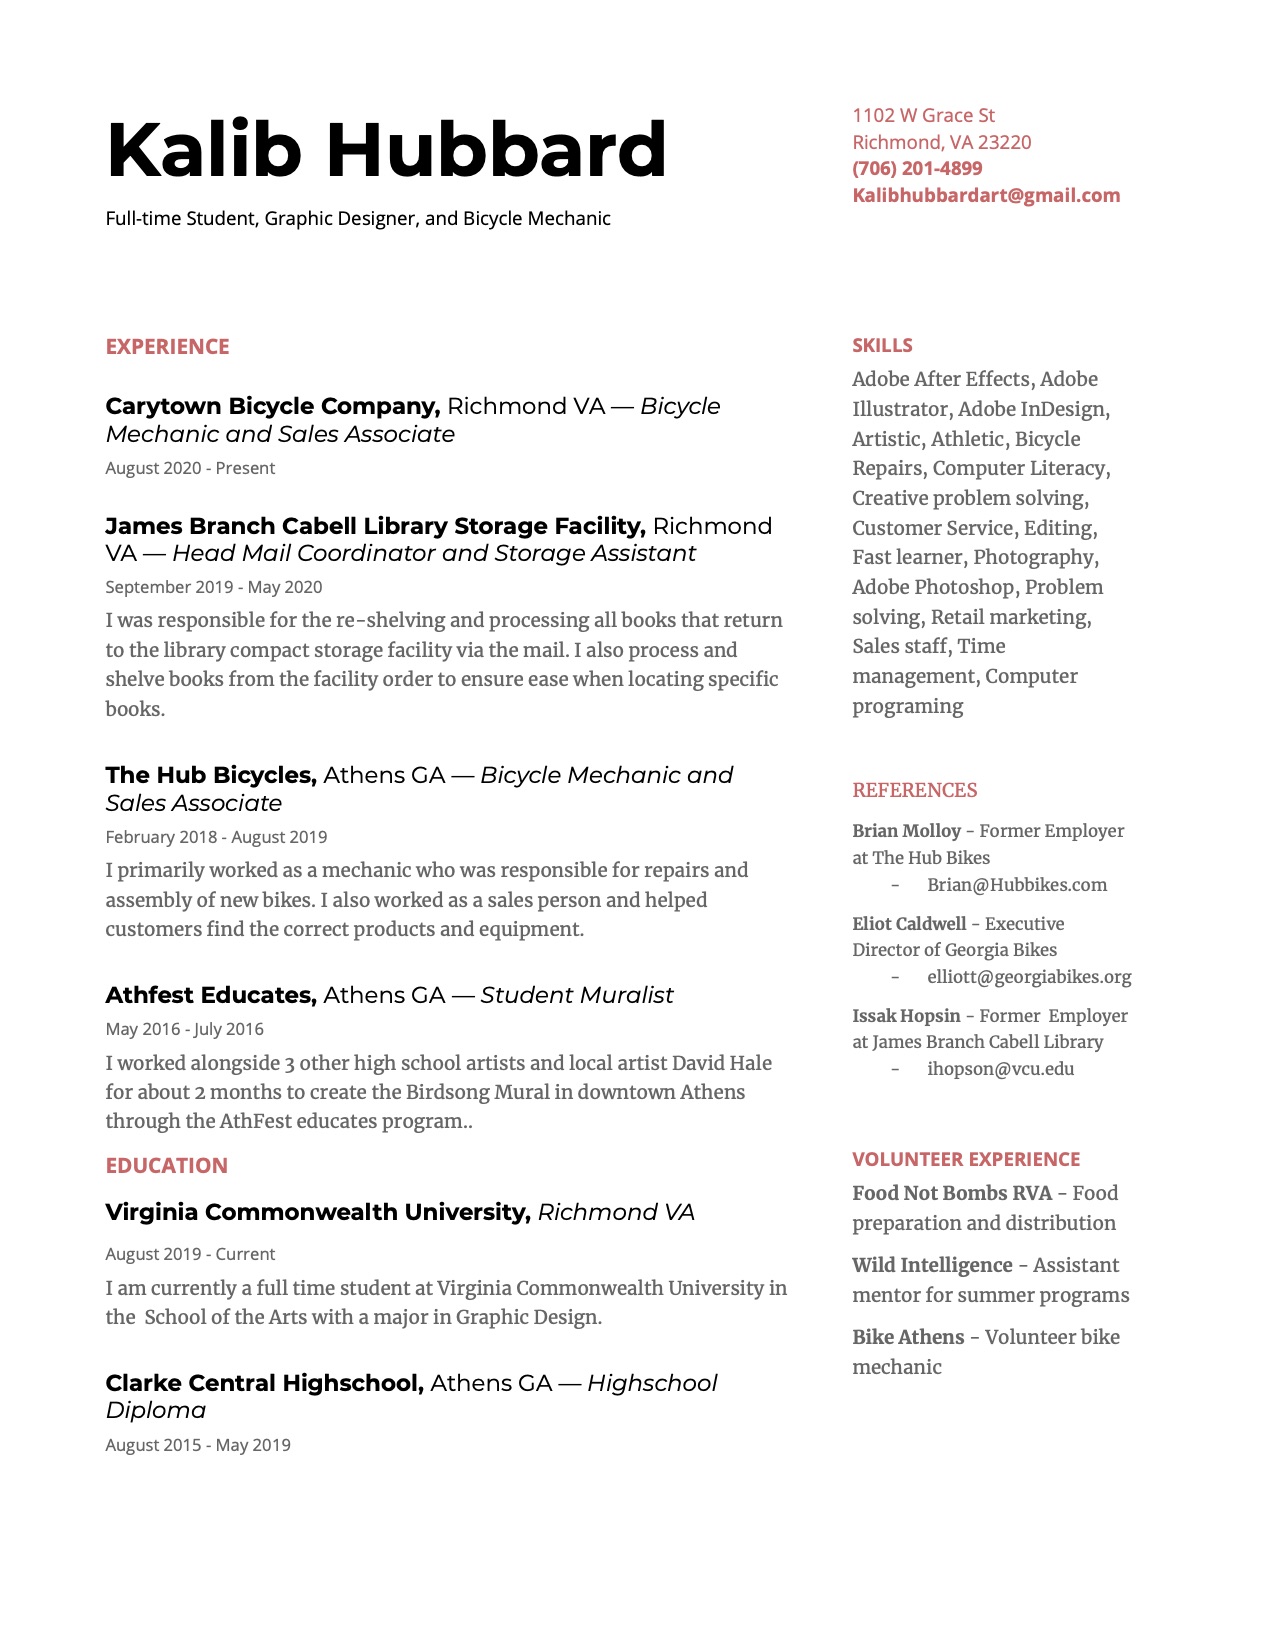 Kalib Hubbard
Full-time Student, Graphic Designer, and Bicycle Mechanic
1102 W Grace St
Richmond, VA 23220
(706) 201-4899
Kalibhubbardart@gmail.com
EXPERIENCE
Carytown Bicycle Company, Richmond VA — Bicycle
Mechanic and Sales Associate
August 2020 - Present
James Branch Cabell Library Storage Facility, Richmond
VA — Head Mail Coordinator and Storage Assistant
September 2019 - May 2020
I was responsible for the re-shelving and processing all books that return
to the library compact storage facility via the mail. I also process and
shelve books from the facility order to ensure ease when locating specific
books.
The Hub Bicycles, Athens GA — Bicycle Mechanic and
Sales Associate
February 2018 - August 2019
I primarily worked as a mechanic who was responsible for repairs and
assembly of new bikes. I also worked as a sales person and helped
customers find the correct products and equipment.
Athfest Educates, Athens GA — Student Muralist
May 2016 - July 2016
I worked alongside 3 other high school artists and local artist David Hale
for about 2 months to create the Birdsong Mural in downtown Athens
through the AthFest educates program..
EDUCATION
Virginia Commonwealth University, Richmond VA
August 2019 - Current
I am currently a full time student at Virginia Commonwealth University in
the  School of the Arts with a major in Graphic Design.
Clarke Central Highschool, Athens GA — Highschool
Diploma
August 2015 - May 2019
SKILLS
Adobe After Effects, Adobe
Illustrator, Adobe InDesign,
Artistic, Athletic, Bicycle
Repairs, Computer Literacy,
Creative problem solving,
Customer Service, Editing,
Fast learner, Photography,
Adobe Photoshop, Problem
solving, Retail marketing,
Sales staff, Time
management, Computer
programing
REFERENCES
Brian Molloy - Former Employer
at The Hub Bikes
- Brian@Hubbikes.com
Eliot Caldwell - Executive
Director of Georgia Bikes
- elliott@georgiabikes.org
Issak Hopsin - Former  Employer
at James Branch Cabell Library
- ihopson@vcu.edu
VOLUNTEER EXPERIENCE
Food Not Bombs RVA - Food
preparation and distribution
Wild Intelligence - Assistant
mentor for summer programs
Bike Athens - Volunteer bike
mechanic